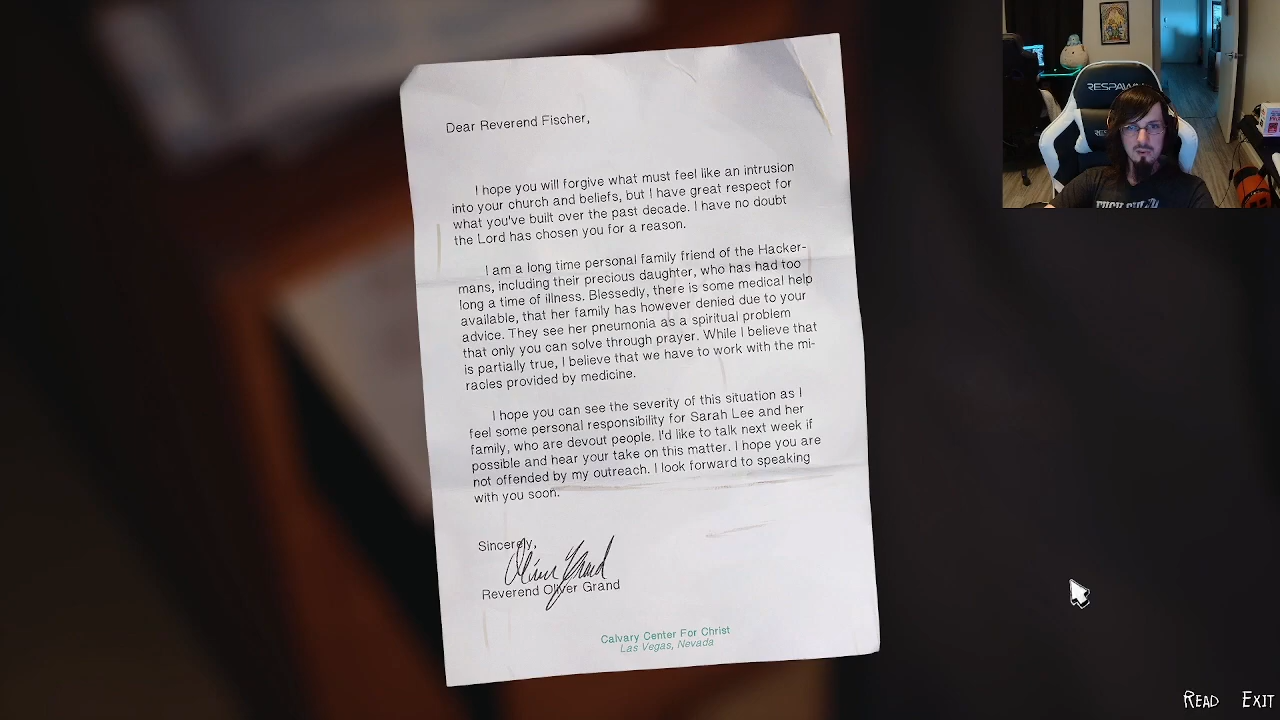 Dear Reverend Fischer,
I hope you will forgive what must feel like an intrusion
into your church and beliefs, but I have great respect for
what you've built over the past decade. I have no doubt
the Lord has chosen you for a reason.
I am a long time personal family friend of the Hacker-
mans, including their precious daughter, who has had too
long a time of illness. Blessedly, there is some medical help
available, that her family has however denied due to your
advice. They see her pneumonia as a spiritual problem
that only you can solve through prayer. While I believe that
is partially true, I believe that we have to work with the mi-
racles provided by medicine.
I hope you can see the severity of this situation as I
feel some personal responsibility for Sarah Lee and her
family, who are devout people. I'd like to talk next week if
possible and hear your take on this matter. I hope you are
not offended by my outreach. I look forward to speaking
with you soon.
Sincerely,
Oliver Grand
Reverend Oliver Grand
Calvary Center For Christ
Las Vegas, Nevada
RESPAWN
READ EXIT